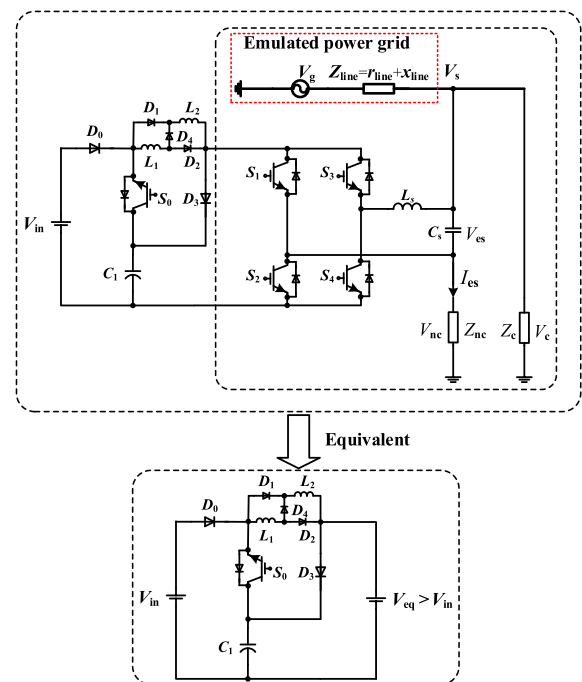 Emulated power grid
Vg Zline=rline+xline Vs
D1 L2
D0 D4
L1 D2
S1 S3
S0 D3
Ls
Vin
Cs Ves
C1 S2 S4 Ies
Vnc Znc Zc Vc
Equivalent
D1 L2
D0 D4
L1 D2
S0 D3
Vin Veq > Vin
C1